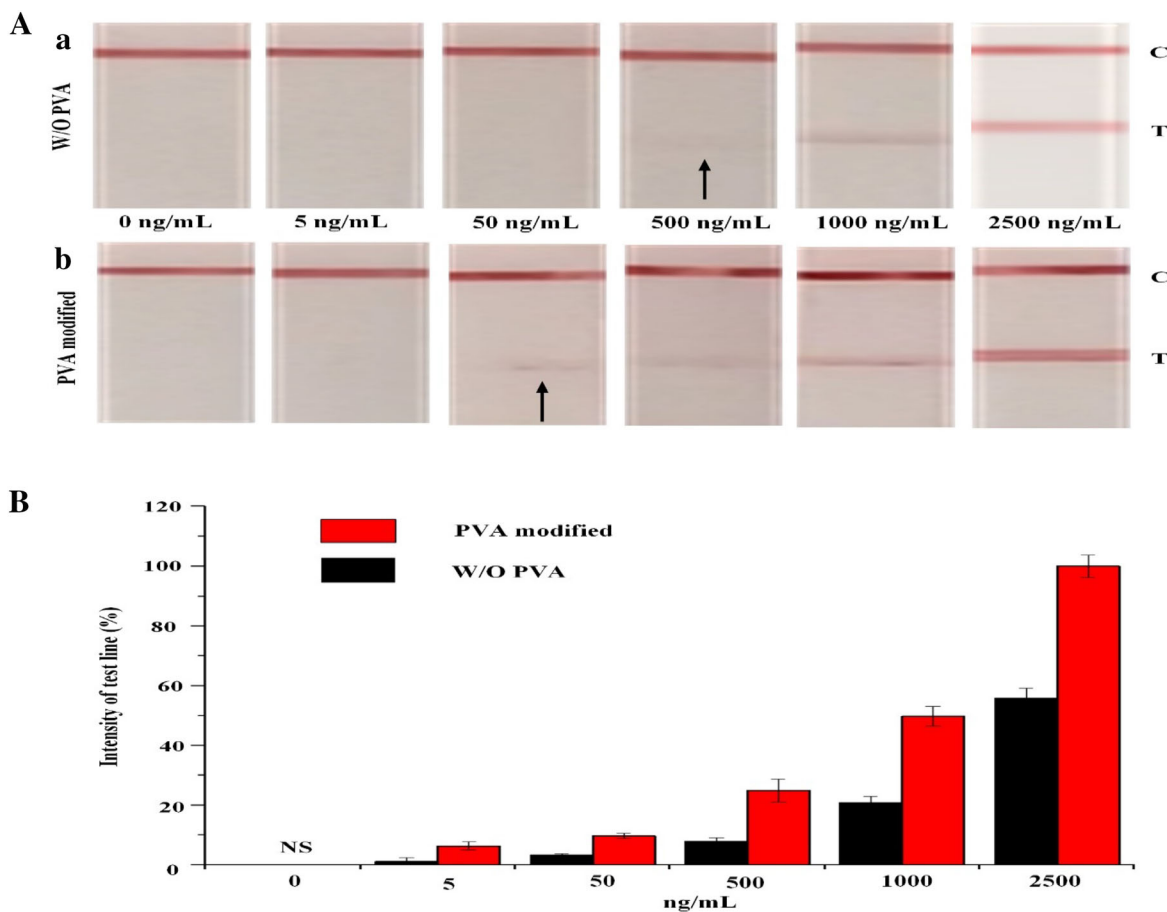 A
a
W/O PVA
C
T
0 ng/mL
5 ng/mL
50 ng/mL
500 ng/mL
1000 ng/mL
2500 ng/mL
b
PVA modified
C
T
B
PVA modified
W/O PVA
Intensity of test line (%)
120
100
80
60
40
20
0
NS
0
5
50
500
1000
2500
ng/mL